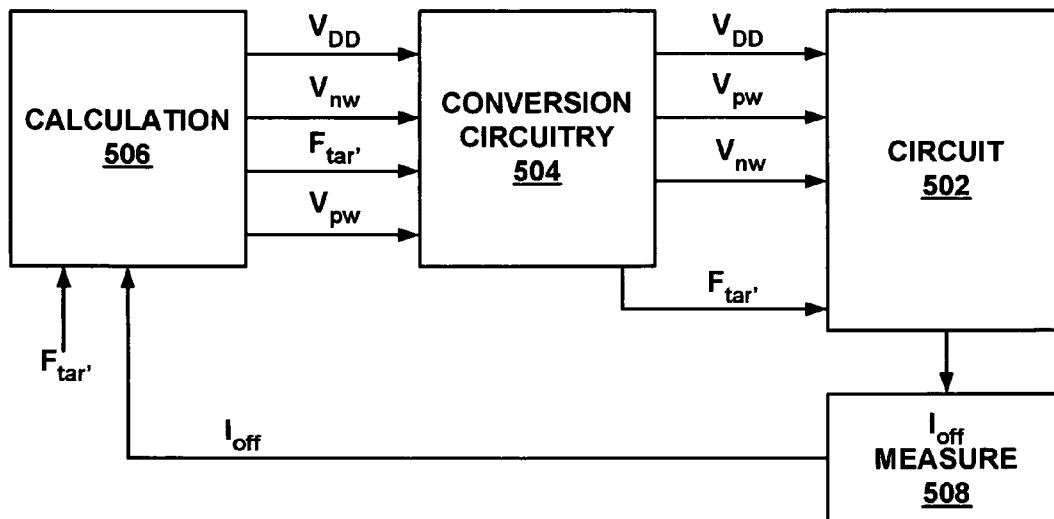 CALCULATION
506
V_DD
V_nw
F_tar'
V_pw
CONVERSION
CIRCUITRY
504
V_DD
V_pw
V_nw
F_tar'
CIRCUIT
502
F_tar'
I_off
I_off
MEASURE
508